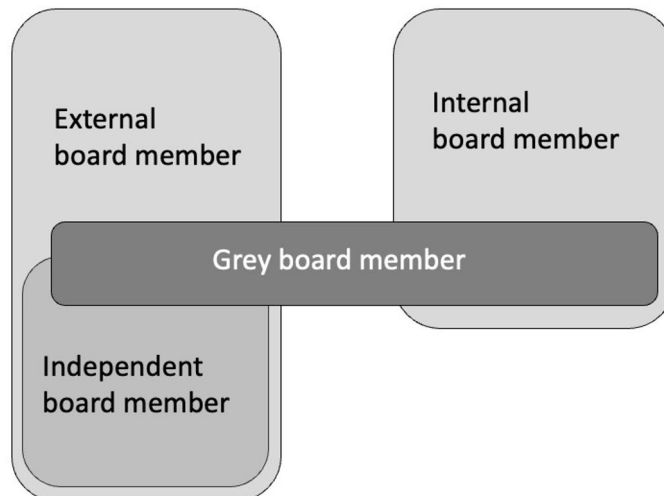 External
board member
Internal
board member
Grey board member
Independent
board member